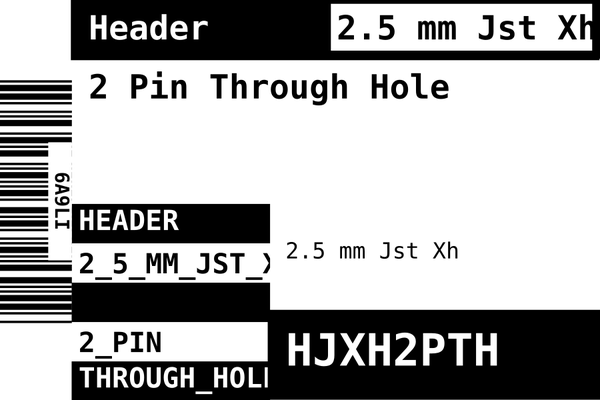 Header
2.5 mm Jst Xh
2 Pin Through Hole
6A9LI
HEADER
2_5_MM_JST_X
2.5 mm Jst Xh
2_PIN
THROUGH_HOL
HJXH2PTH